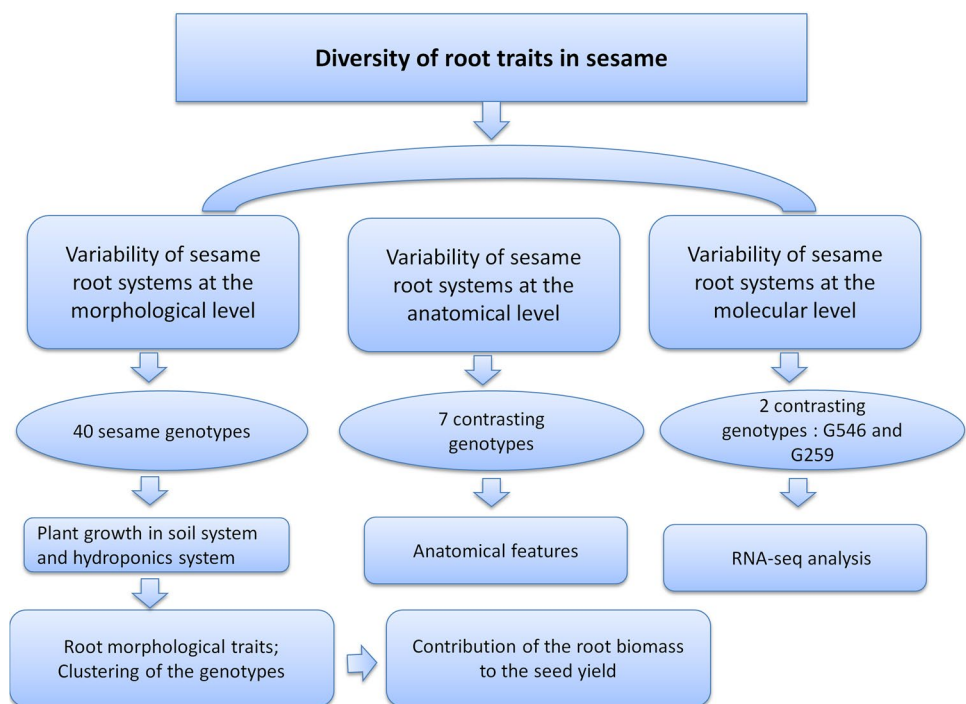 Diversity of root traits in sesame
Variability of sesame
root systems at the
morphological level
Variability of sesame
root systems at the
anatomical level
Variability of sesame
root systems at the
molecular level
40 sesame genotypes
7 contrasting
genotypes
2 contrasting
genotypes : G546 and
G259
Plant growth in soil system
and hydroponics system
Anatomical features
RNA-seq analysis
Root morphological traits;
Clustering of the genotypes
Contribution of the root biomass
to the seed yield